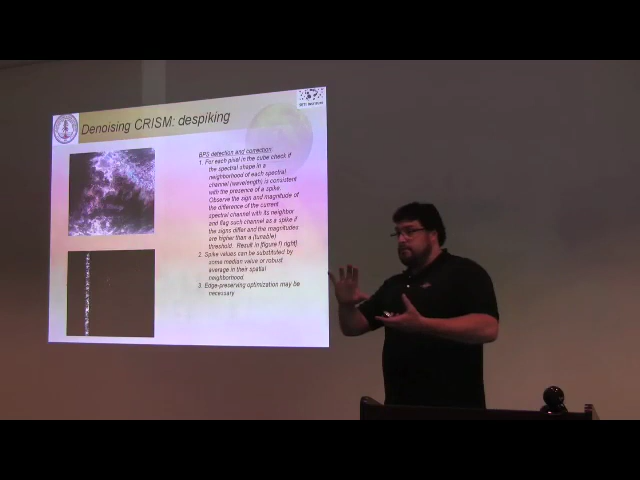 Denoising CRISM: despiking
SETI INSTITUTE
BPS detection and correction:
1. For each pixel in the cube check if
the spectral shape in a
neighborhood of each spectral
channel (wavelength) is consistent
with the presence of a spike.
Observe the sign and magnitude of
the difference of the current
spectral channel with its neighbor
and flag such channel as a spike if
the signs differ and the magnitudes
are higher than a (tunable)
threshold. Result in [figure f) right]
2. Spike values can be substituted by
some median value or robust
average in their spatial
neighborhood.
3. Edge-preserving optimization may be
necessary